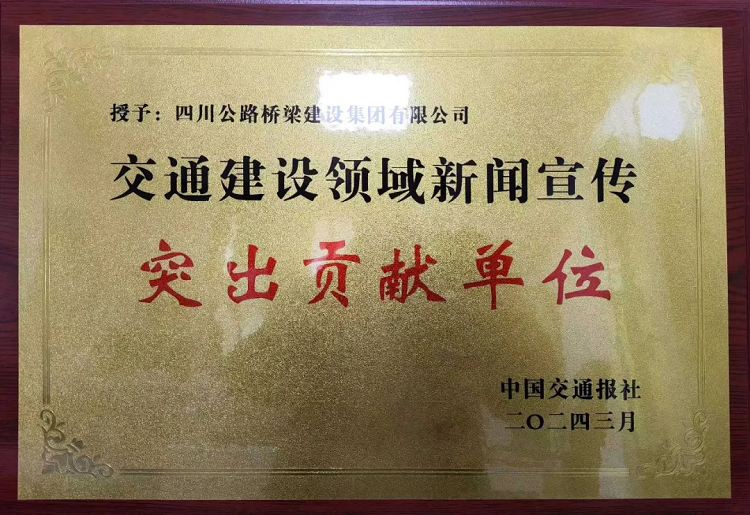 授予：四川公路桥梁建设集团有限公司
交通建设领域新闻宣传
突出贡献单位
中国交通报社
二〇二四三月